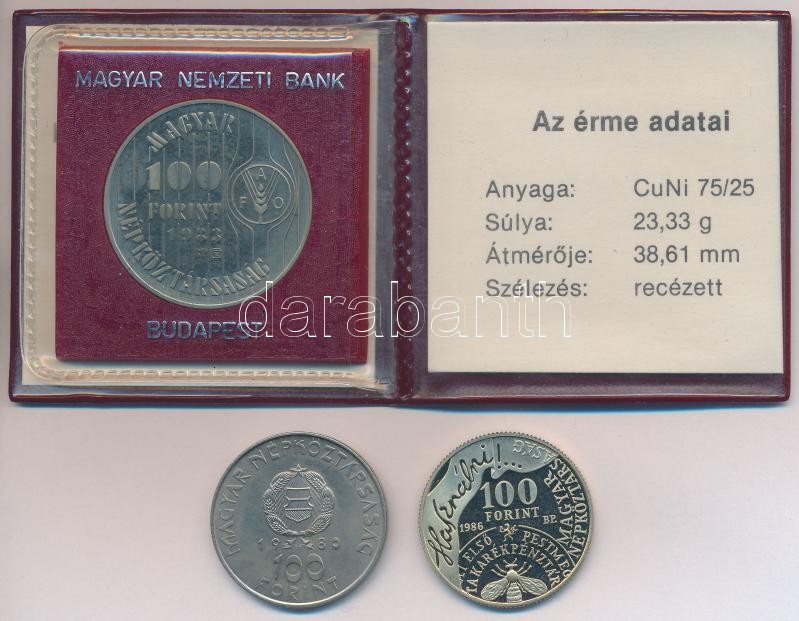 MAGYAR NEMZETI BANK
MAGYAR
100
FORINT
1983
NÉPKÖZTÁRSASÁG
FAO
BUDAPEST
Az érme adatai
Anyaga: CuNi 75/25
Súlya: 23,33 g
Átmérője: 38,61 mm
Szélezés: recézett
darabanth
MAGYAR NÉPKÖZTÁRSASÁG
1980
100
FORINT
100
FORINT
1986 BP.
ELSŐ PESTMEGYEI
TAKARÉKPÉNZTÁR
MAGYAR
NÉPKÖZTÁRSASÁG